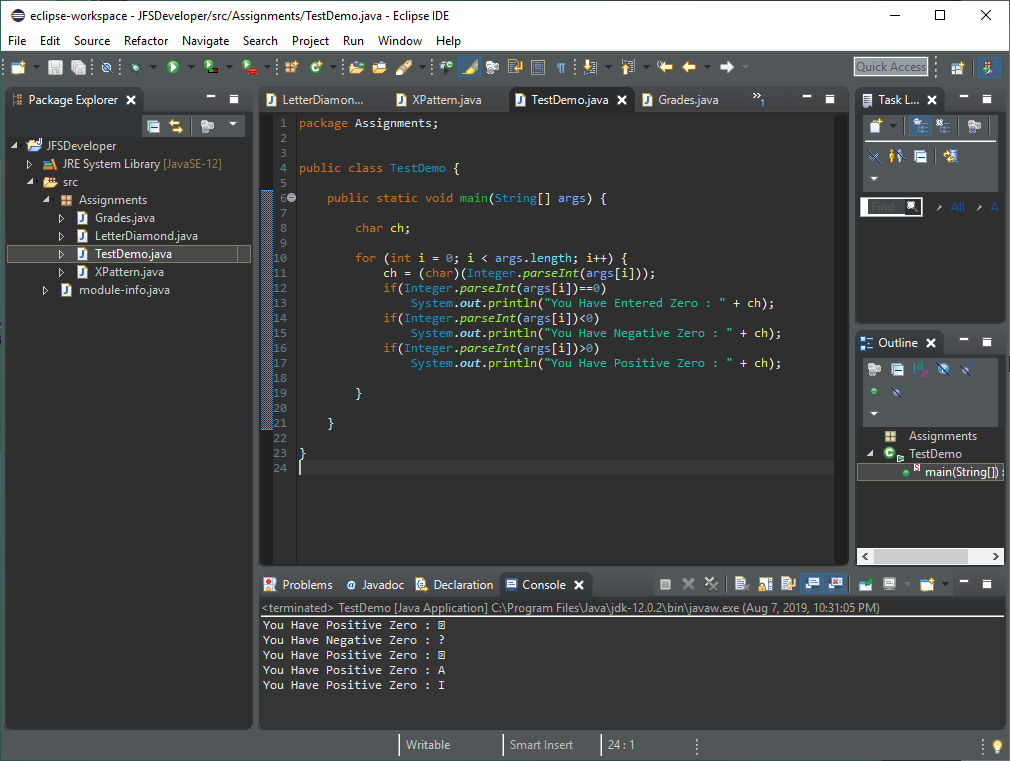 eclipse-workspace - JFSDeveloper/src/Assignments/TestDemo.java - Eclipse IDE
File Edit Source Refactor Navigate Search Project Run Window Help
Quick Access
Package Explorer
JFSDeveloper
JRE System Library [JavaSE-12]
src
Assignments
Grades.java
LetterDiamond.java
TestDemo.java
XPattern.java
module-info.java
LetterDiamon... XPattern.java TestDemo.java Grades.java »1
1 package Assignments;
2
3
4 public class TestDemo {
5
6 public static void main(String[] args) {
7
8 char ch;
9
10 for (int i = 0; i < args.length; i++) {
11 ch = (char)(Integer.parseInt(args[i]));
12 if(Integer.parseInt(args[i])==0)
13 System.out.println("You Have Entered Zero : " + ch);
14 if(Integer.parseInt(args[i])<0)
15 System.out.println("You Have Negative Zero : " + ch);
16 if(Integer.parseInt(args[i])>0)
17 System.out.println("You Have Positive Zero : " + ch);
18
19 }
20
21 }
22
23 }
24
Task L...
Find All A
Outline
Assignments
TestDemo
main(String[]) :
Problems @ Javadoc Declaration Console
<terminated> TestDemo [Java Application] C:\Program Files\Java\jdk-12.0.2\bin\javaw.exe (Aug 7, 2019, 10:31:05 PM)
You Have Positive Zero :
You Have Negative Zero : ?
You Have Positive Zero :
You Have Positive Zero : A
You Have Positive Zero : I
Writable Smart Insert 24 : 1